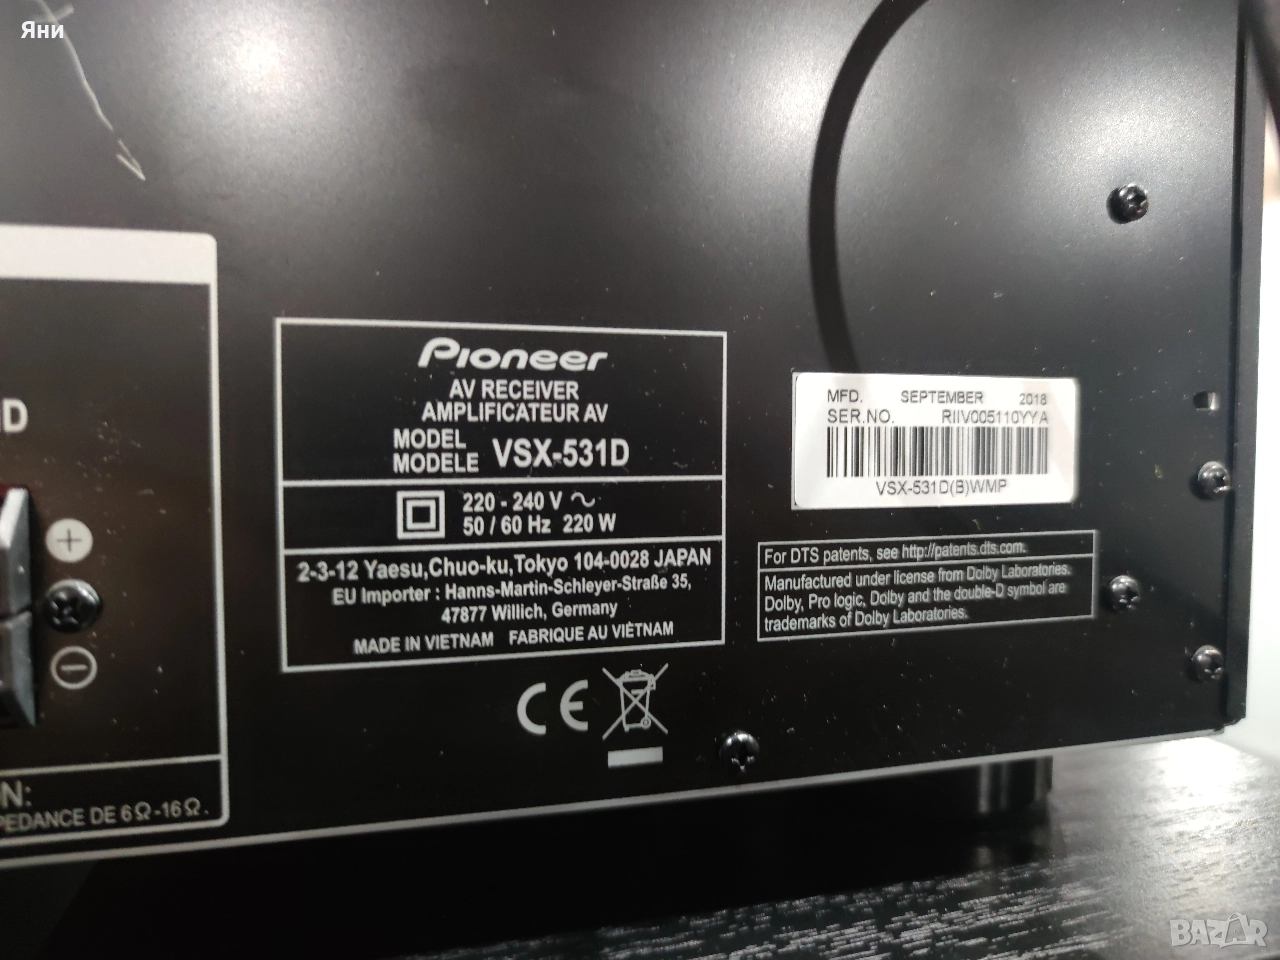 Яни
D
N:
PEDANCE DE 6Ω-16Ω.
Pioneer
AV RECEIVER
AMPLIFICATEUR AV
MODEL
MODELE VSX-531D
220 - 240 V ~
50 / 60 Hz 220 W
2-3-12 Yaesu,Chuo-ku,Tokyo 104-0028 JAPAN
EU Importer : Hanns-Martin-Schleyer-Straße 35,
47877 Willich, Germany
MADE IN VIETNAM FABRIQUE AU VIÊTNAM
CE
MFD. SEPTEMBER 2018
SER.NO. RIIV005110YYA
VSX-531D(B)WMP
For DTS patents, see http://patents.dts.com.
Manufactured under license from Dolby Laboratories.
Dolby, Pro logic, Dolby and the double-D symbol are
trademarks of Dolby Laboratories.
BAZAR